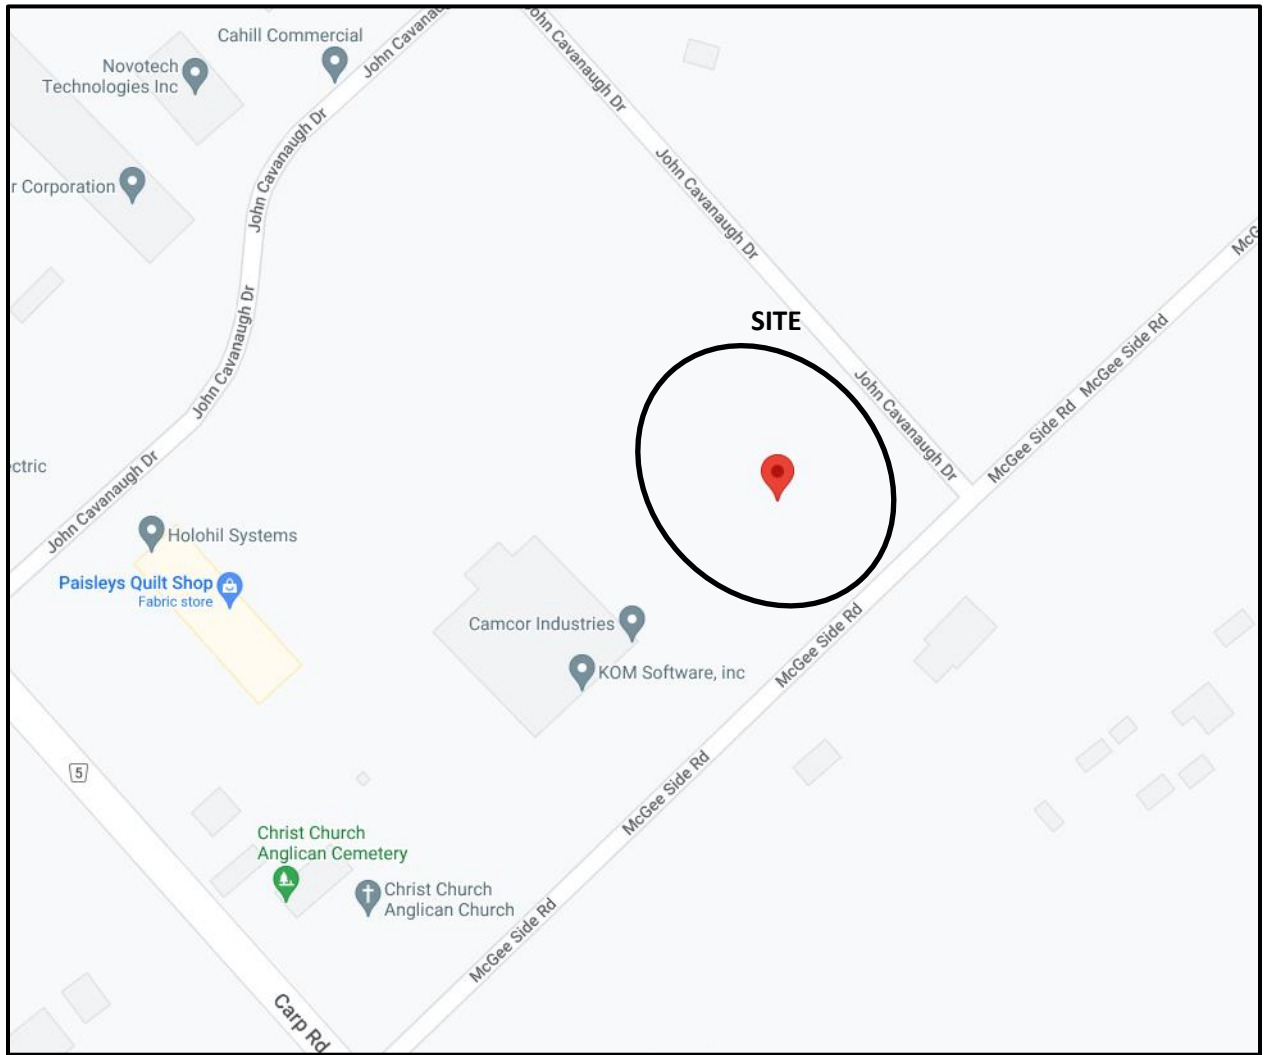 Cahill Commercial
John Cavanau
John Cavanaugh Dr
Novotech
Technologies Inc
John Cavanaugh Dr
John Cavanaugh Dr
r Corporation
McG
John Cavanaugh Dr
SITE
McGee Side Rd
John Cavanaugh Dr
McGee Side Rd
ectric
John Cavanaugh Dr
Holohil Systems
Paisleys Quilt Shop
Fabric store
Camcor Industries
McGee Side Rd
KOM Software, inc
5
McGee Side Rd
Christ Church
Anglican Cemetery
Christ Church
Anglican Church
McGee Side Rd
Carp Rd